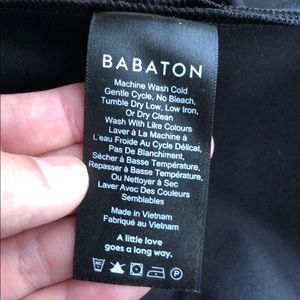 BABATON
Machine Wash Cold
Gentle Cycle, No Bleach,
Tumble Dry Low, Low Iron,
Or Dry Clean
Wash With Like Colours
Laver à La Machine à
L'eau Froide Au Cycle Délicat,
Pas De Blanchiment,
Sécher à Basse Température,
Repasser à Basse Température,
Ou Nettoyer à Sec
Laver Avec Des Couleurs
Semblables
Made in Vietnam
Fabriqué au Vietnam
A little love
goes a long way.